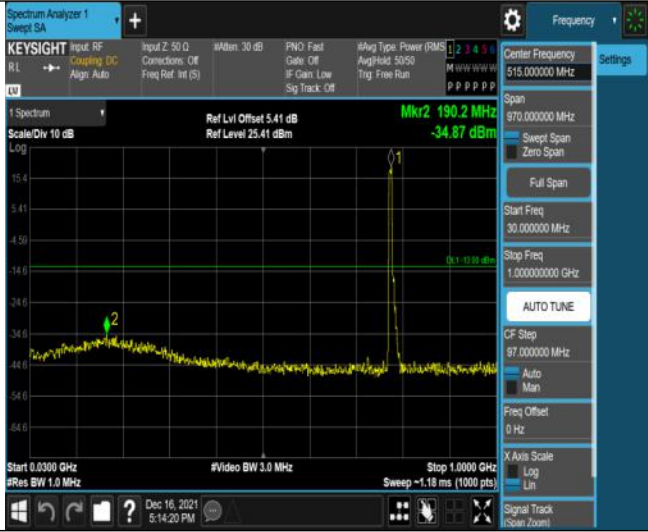 Spectrum Analyzer 1
Swept SA
+
Frequency
KEYSIGHT
RL
LV
Input: RF
Coupling: DC
Align: Auto
Input Z: 50 Ω
Corrections: Off
Freq Ref: Int (S)
#Atten: 30 dB
PNO: Fast
Gate: Off
IF Gain: Low
Sig Track: Off
#Avg Type: Power (RMS
Avg|Hold: 50/50
Trig: Free Run
1 2 3 4 5 6
M W W W W W
P P P P P P
Center Frequency
515.000000 MHz
Settings
1 Spectrum
Scale/Div 10 dB
Log
Ref Lvl Offset 5.41 dB
Ref Level 25.41 dBm
Mkr2 190.2 MHz
-34.87 dBm
Span
970.000000 MHz
Swept Span
Zero Span
Full Span
Start Freq
30.000000 MHz
Stop Freq
1.000000000 GHz
AUTO TUNE
CF Step
97.000000 MHz
Auto
Man
Freq Offset
0 Hz
X Axis Scale
Log
Lin
Signal Track
(Span Zoom)
1
15.4
5.41
-4.59
DL1 -13.00 dBm
-14.6
-24.6
2
-34.6
-44.6
-54.6
-64.6
Start 0.0300 GHz
#Res BW 1.0 MHz
#Video BW 3.0 MHz
Stop 1.0000 GHz
Sweep ~1.18 ms (1000 pts)
?
Dec 16, 2021
5:14:20 PM